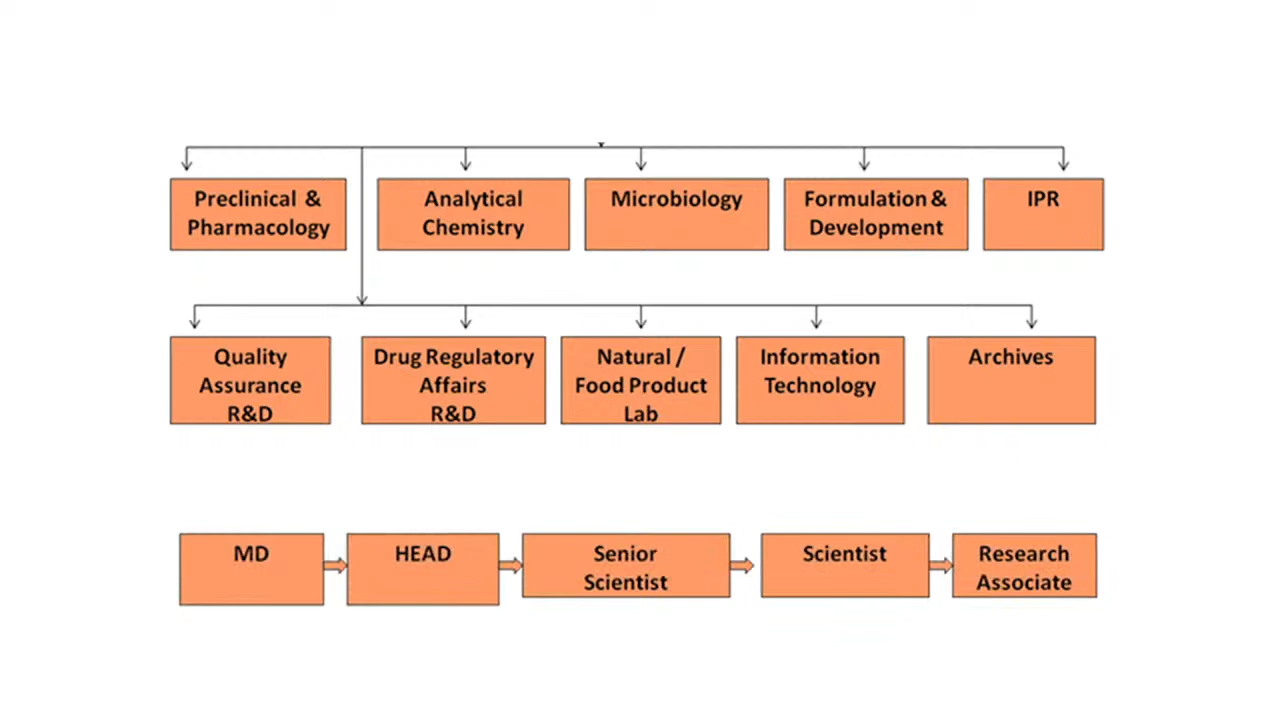 Preclinical &
Pharmacology
Analytical
Chemistry
Microbiology
Formulation &
Development
IPR
Quality
Assurance
R&D
Drug Regulatory
Affairs
R&D
Natural /
Food Product
Lab
Information
Technology
Archives
MD
HEAD
Senior
Scientist
Scientist
Research
Associate